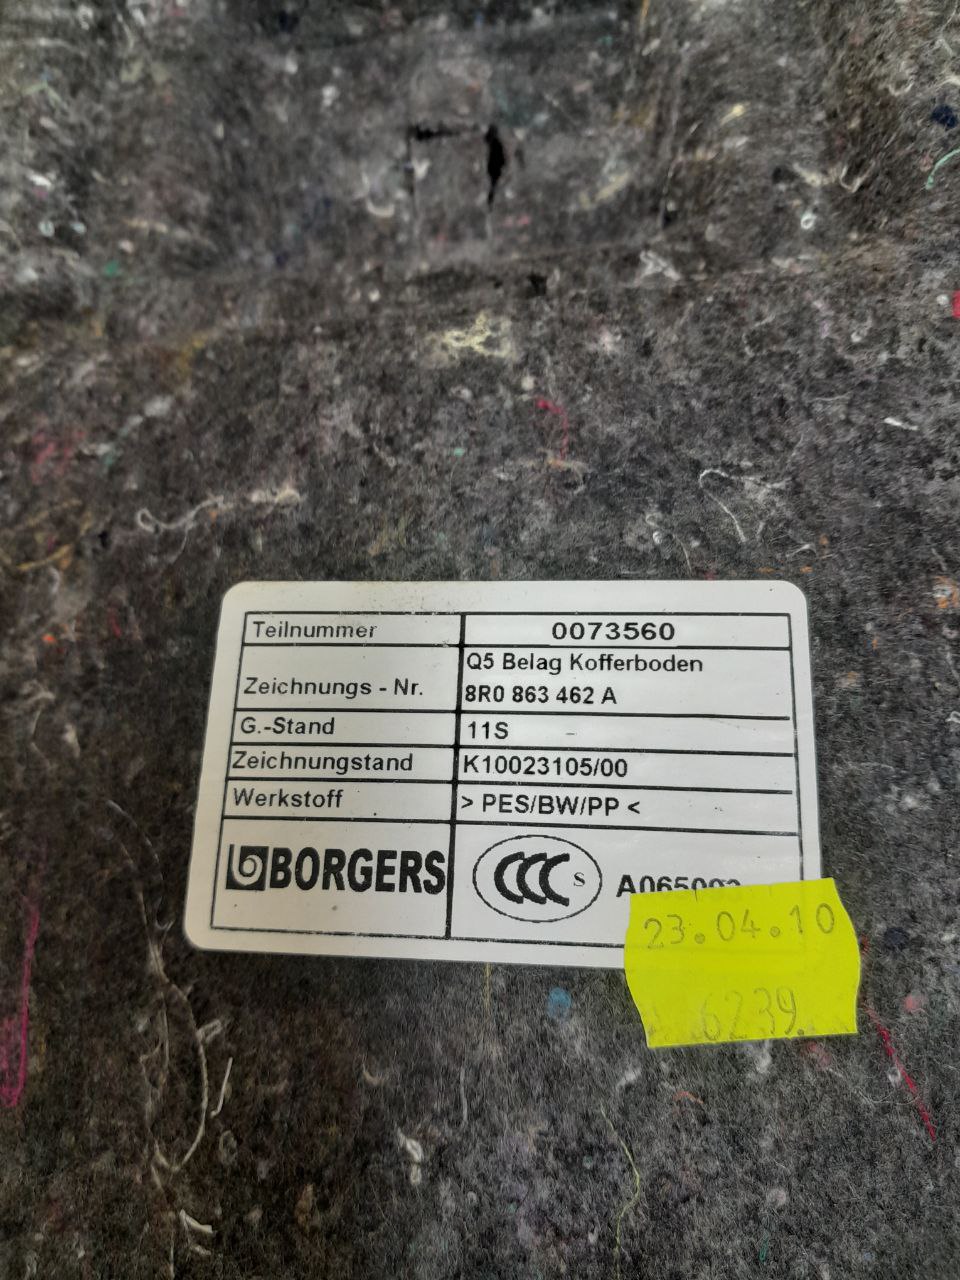 Teilnummer 0073560
Q5 Belag Kofferboden
Zeichnungs - Nr. 8R0 863 462 A
G.-Stand 11S
Zeichnungstand K10023105/00
Werkstoff > PES/BW/PP <
BORGERS CCC S
23.04.10
6239